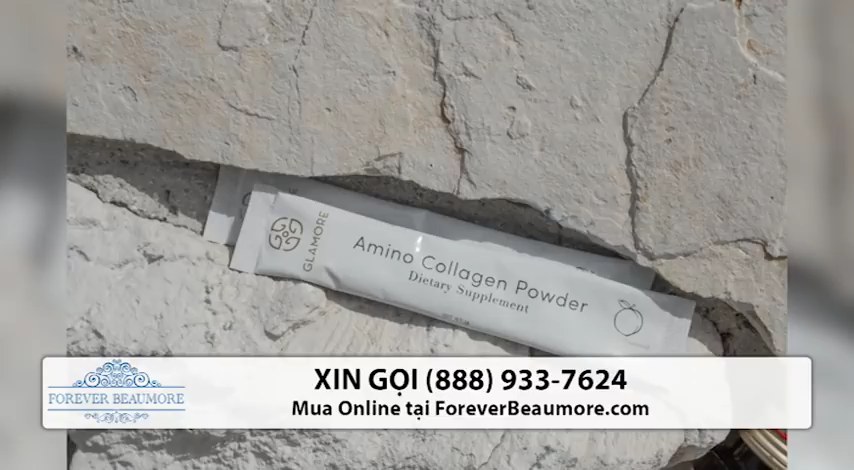 GLAMORE
Amino Collagen Powder
Dietary Supplement
FOREVER BEAUMORE
XIN GỌI (888) 933-7624
Mua Online tại ForeverBeaumore.com